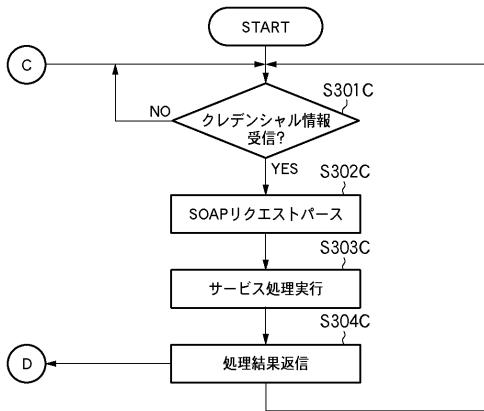 START
C
S301C
クレデンシャル情報
受信?
NO
YES
S302C
SOAPリクエストパース
S303C
サービス処理実行
S304C
処理結果返信
D